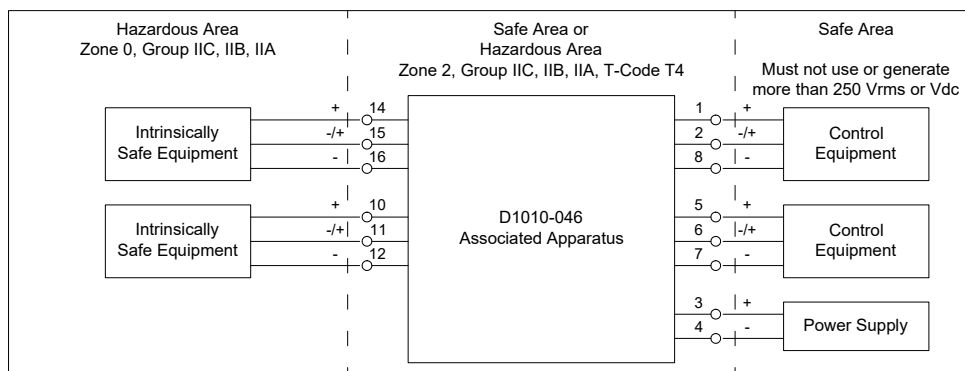 Hazardous Area
Zone 0, Group IIC, IIB, IIA
Safe Area or
Hazardous Area
Zone 2, Group IIC, IIB, IIA, T-Code T4
Safe Area
Must not use or generate
more than 250 Vrms or Vdc
Intrinsically
Safe Equipment
+ 14
-/+ 15
- 16
Intrinsically
Safe Equipment
+ 10
-/+ 11
- 12
D1010-046
Associated Apparatus
1 +
2 -/+
8 -
Control
Equipment
5 +
6 -/+
7 -
Control
Equipment
3 +
4 -
Power Supply